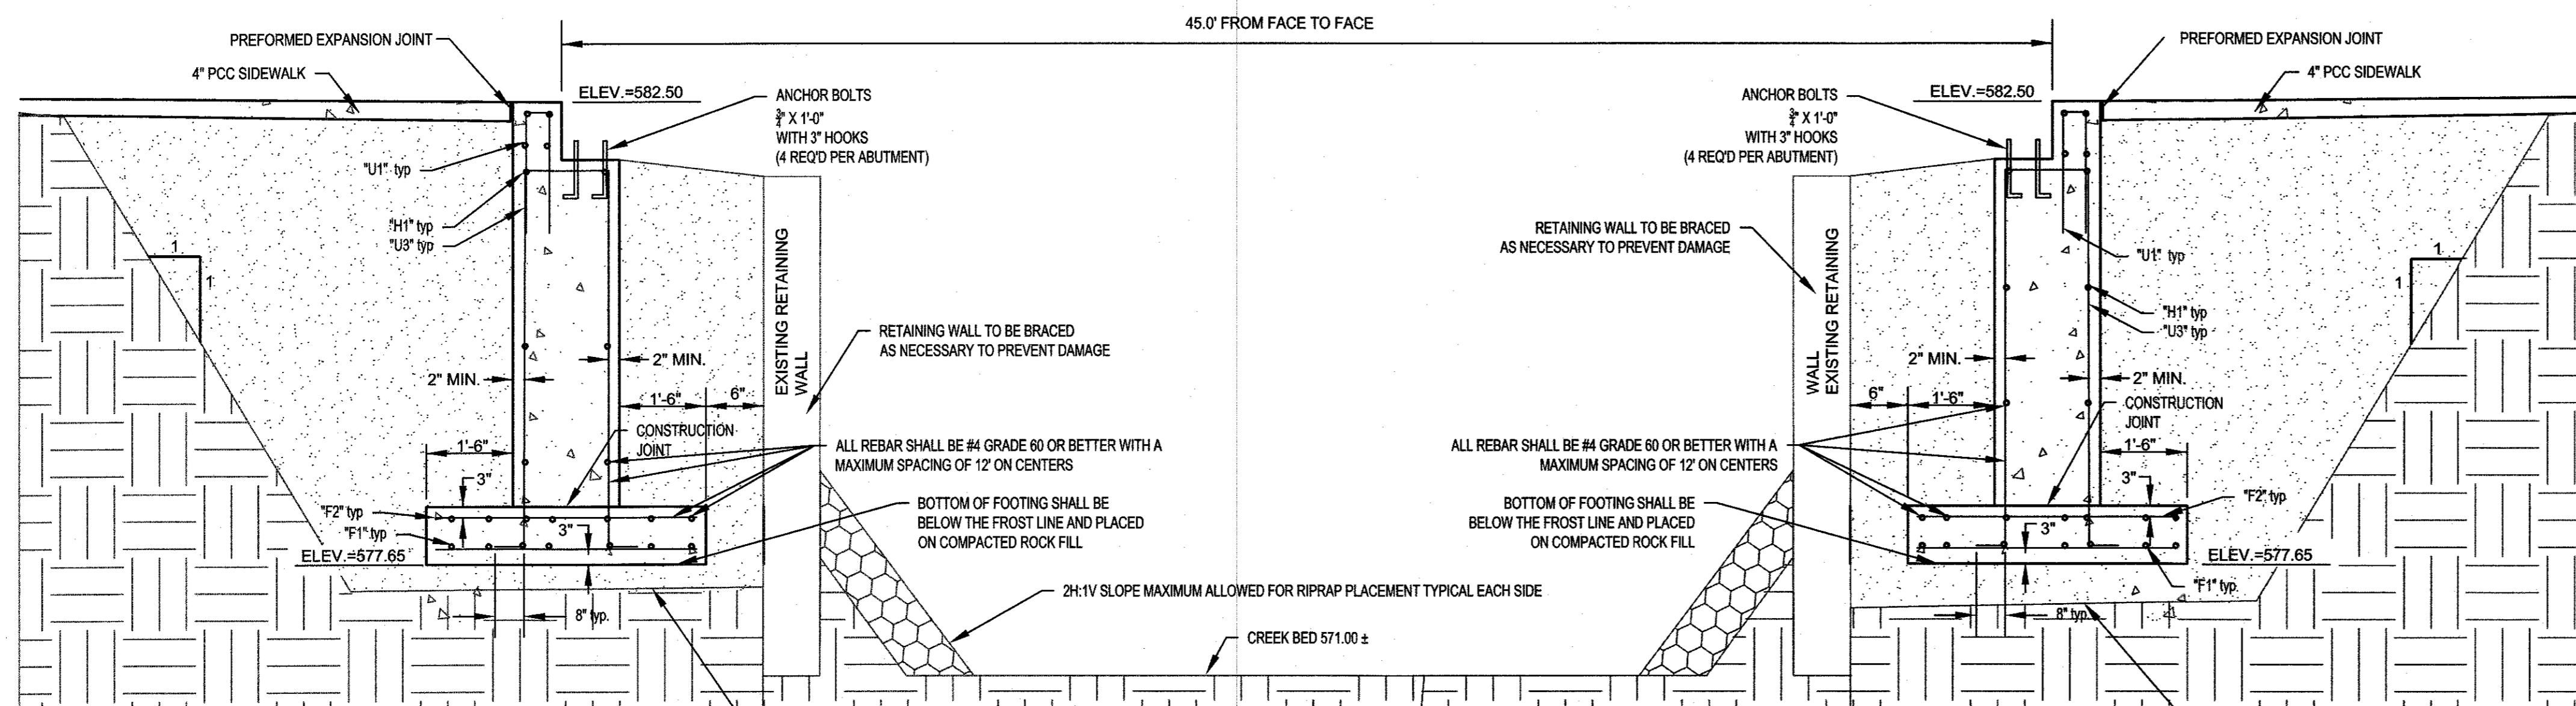 45.0' FROM FACE TO FACE
PREFORMED EXPANSION JOINT
4" PCC SIDEWALK
ELEV.=582.50
ANCHOR BOLTS
3/4" X 1'-0"
WITH 3" HOOKS
(4 REQ'D PER ABUTMENT)
"U1" typ
"H1" typ
"U3" typ
1
1
EXISTING RETAINING
WALL
RETAINING WALL TO BE BRACED
AS NECESSARY TO PREVENT DAMAGE
2" MIN.
2" MIN.
1'-6"
6"
CONSTRUCTION
JOINT
1'-6"
3"
ALL REBAR SHALL BE #4 GRADE 60 OR BETTER WITH A
MAXIMUM SPACING OF 12' ON CENTERS
"F2" typ
"F1" typ
3"
BOTTOM OF FOOTING SHALL BE
BELOW THE FROST LINE AND PLACED
ON COMPACTED ROCK FILL
ELEV.=577.65
8" typ.
2H:1V SLOPE MAXIMUM ALLOWED FOR RIPRAP PLACEMENT TYPICAL EACH SIDE
CREEK BED 571.00 ±
PREFORMED EXPANSION JOINT
4" PCC SIDEWALK
ELEV.=582.50
ANCHOR BOLTS
3/4" X 1'-0"
WITH 3" HOOKS
(4 REQ'D PER ABUTMENT)
RETAINING WALL TO BE BRACED
AS NECESSARY TO PREVENT DAMAGE
WALL
EXISTING RETAINING
"U1" typ
1
1
"H1" typ
"U3" typ
2" MIN.
2" MIN.
6"
1'-6"
CONSTRUCTION
JOINT
1'-6"
ALL REBAR SHALL BE #4 GRADE 60 OR BETTER WITH A
MAXIMUM SPACING OF 12' ON CENTERS
3"
"F2" typ
BOTTOM OF FOOTING SHALL BE
BELOW THE FROST LINE AND PLACED
ON COMPACTED ROCK FILL
3"
ELEV.=577.65
"F1" typ.
8" typ.